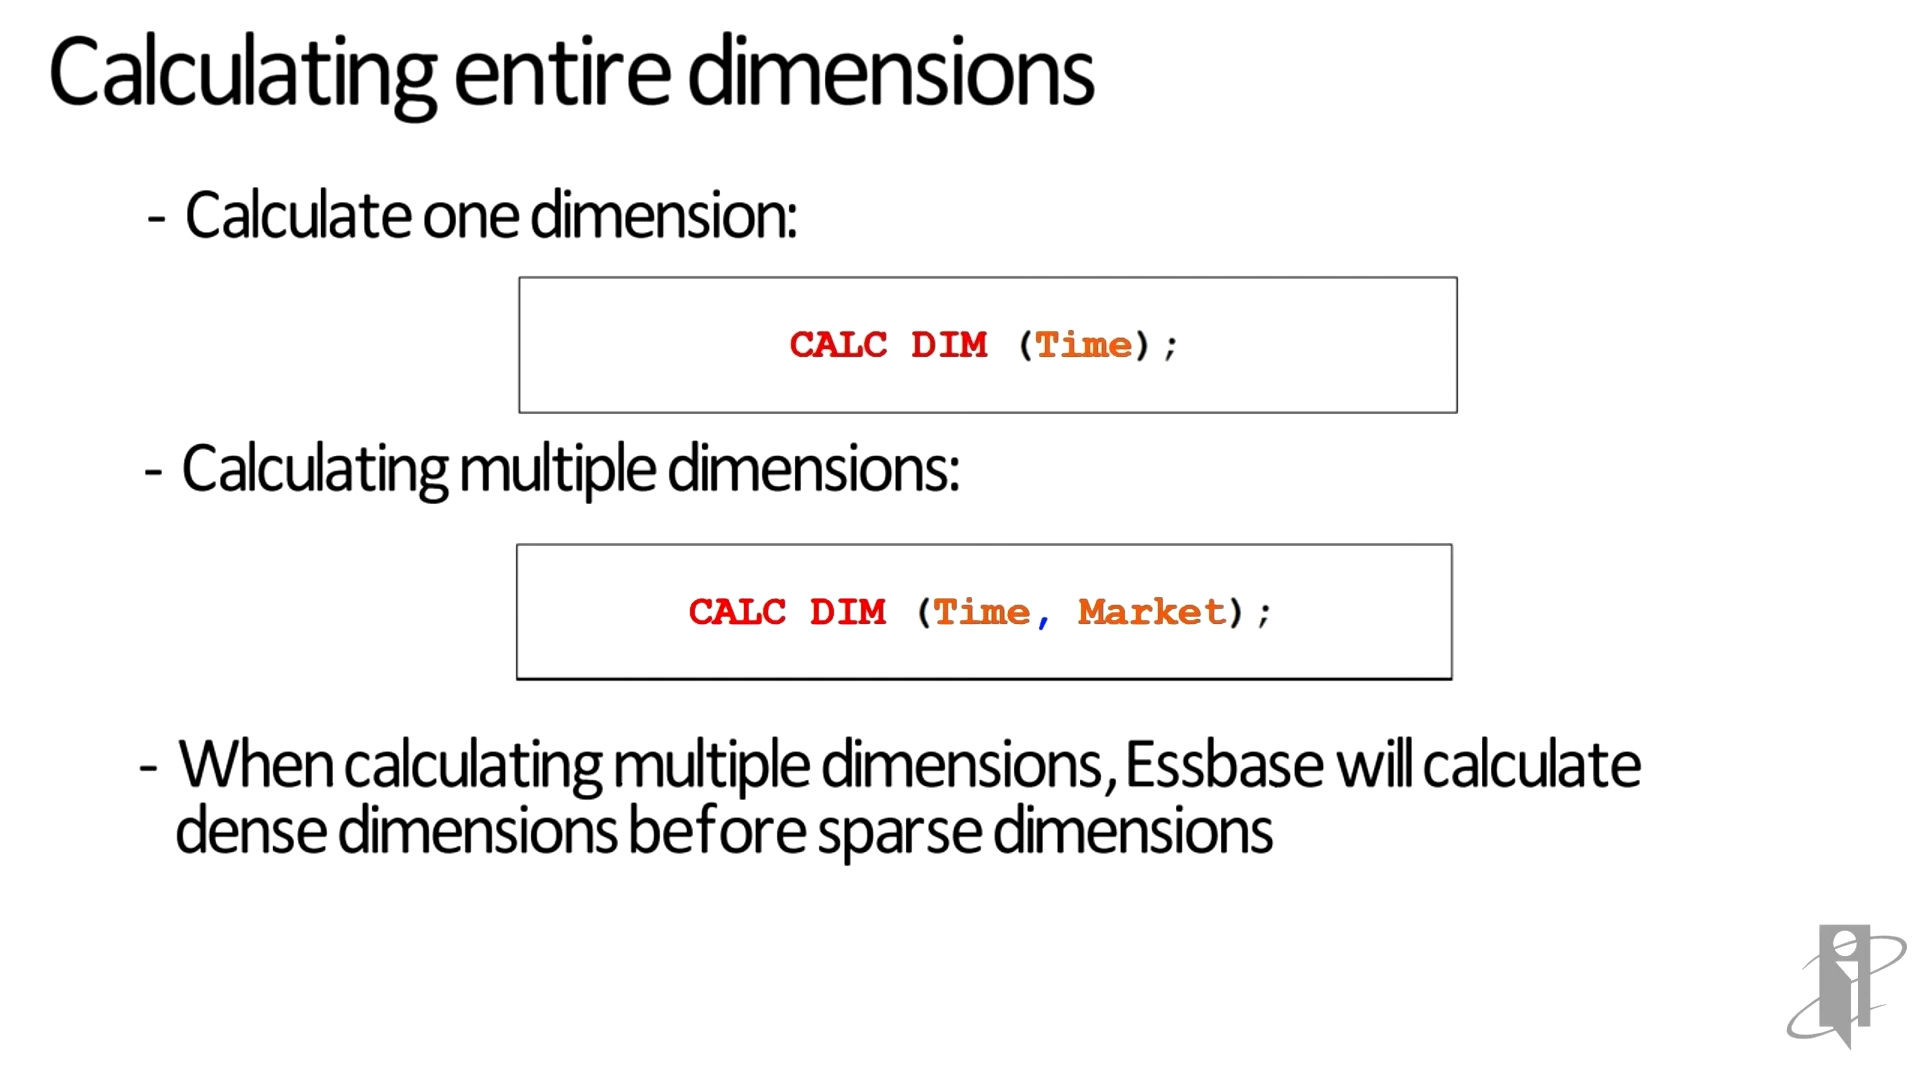 Calculating entire dimensions
- Calculate one dimension:
CALC DIM (Time);
- Calculating multiple dimensions:
CALC DIM (Time, Market);
- When calculating multiple dimensions, Essbase will calculate
dense dimensions before sparse dimensions